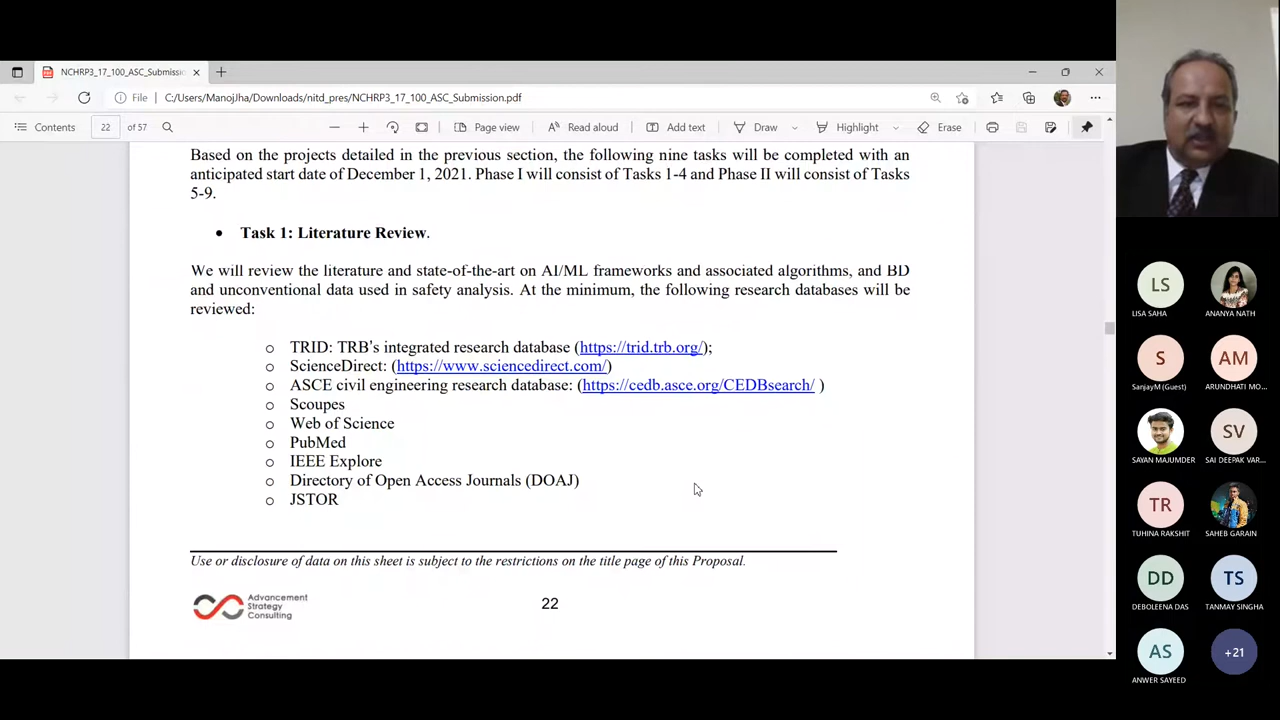 NCHRP3_17_100_ASC_Submissio
File C:/Users/ManojJha/Downloads/nitd_pres/NCHRP3_17_100_ASC_Submission.pdf
Contents 22 of 57 Page view Read aloud Add text Draw Highlight Erase
Based on the projects detailed in the previous section, the following nine tasks will be completed with an
anticipated start date of December 1, 2021. Phase I will consist of Tasks 1-4 and Phase II will consist of Tasks
5-9.
• Task 1: Literature Review.
We will review the literature and state-of-the-art on AI/ML frameworks and associated algorithms, and BD
and unconventional data used in safety analysis. At the minimum, the following research databases will be
reviewed:
o TRID: TRB's integrated research database (https://trid.trb.org/);
o ScienceDirect: (https://www.sciencedirect.com/)
o ASCE civil engineering research database: (https://cedb.asce.org/CEDBsearch/ )
o Scoupes
o Web of Science
o PubMed
o IEEE Explore
o Directory of Open Access Journals (DOAJ)
o JSTOR
Use or disclosure of data on this sheet is subject to the restrictions on the title page of this Proposal.
Advancement
Strategy
Consulting
22
LS
LISA SAHA
ANANYA NATH
S
SanjayM (Guest)
AM
ARUNDHATI MO...
SAYAN MAJUMDER
SV
SAI DEEPAK VAR...
TR
TUHINA RAKSHIT
SAHEB GARAIN
DD
DEBOLEENA DAS
TS
TANMAY SINGHA
AS
ANWER SAYEED
+21